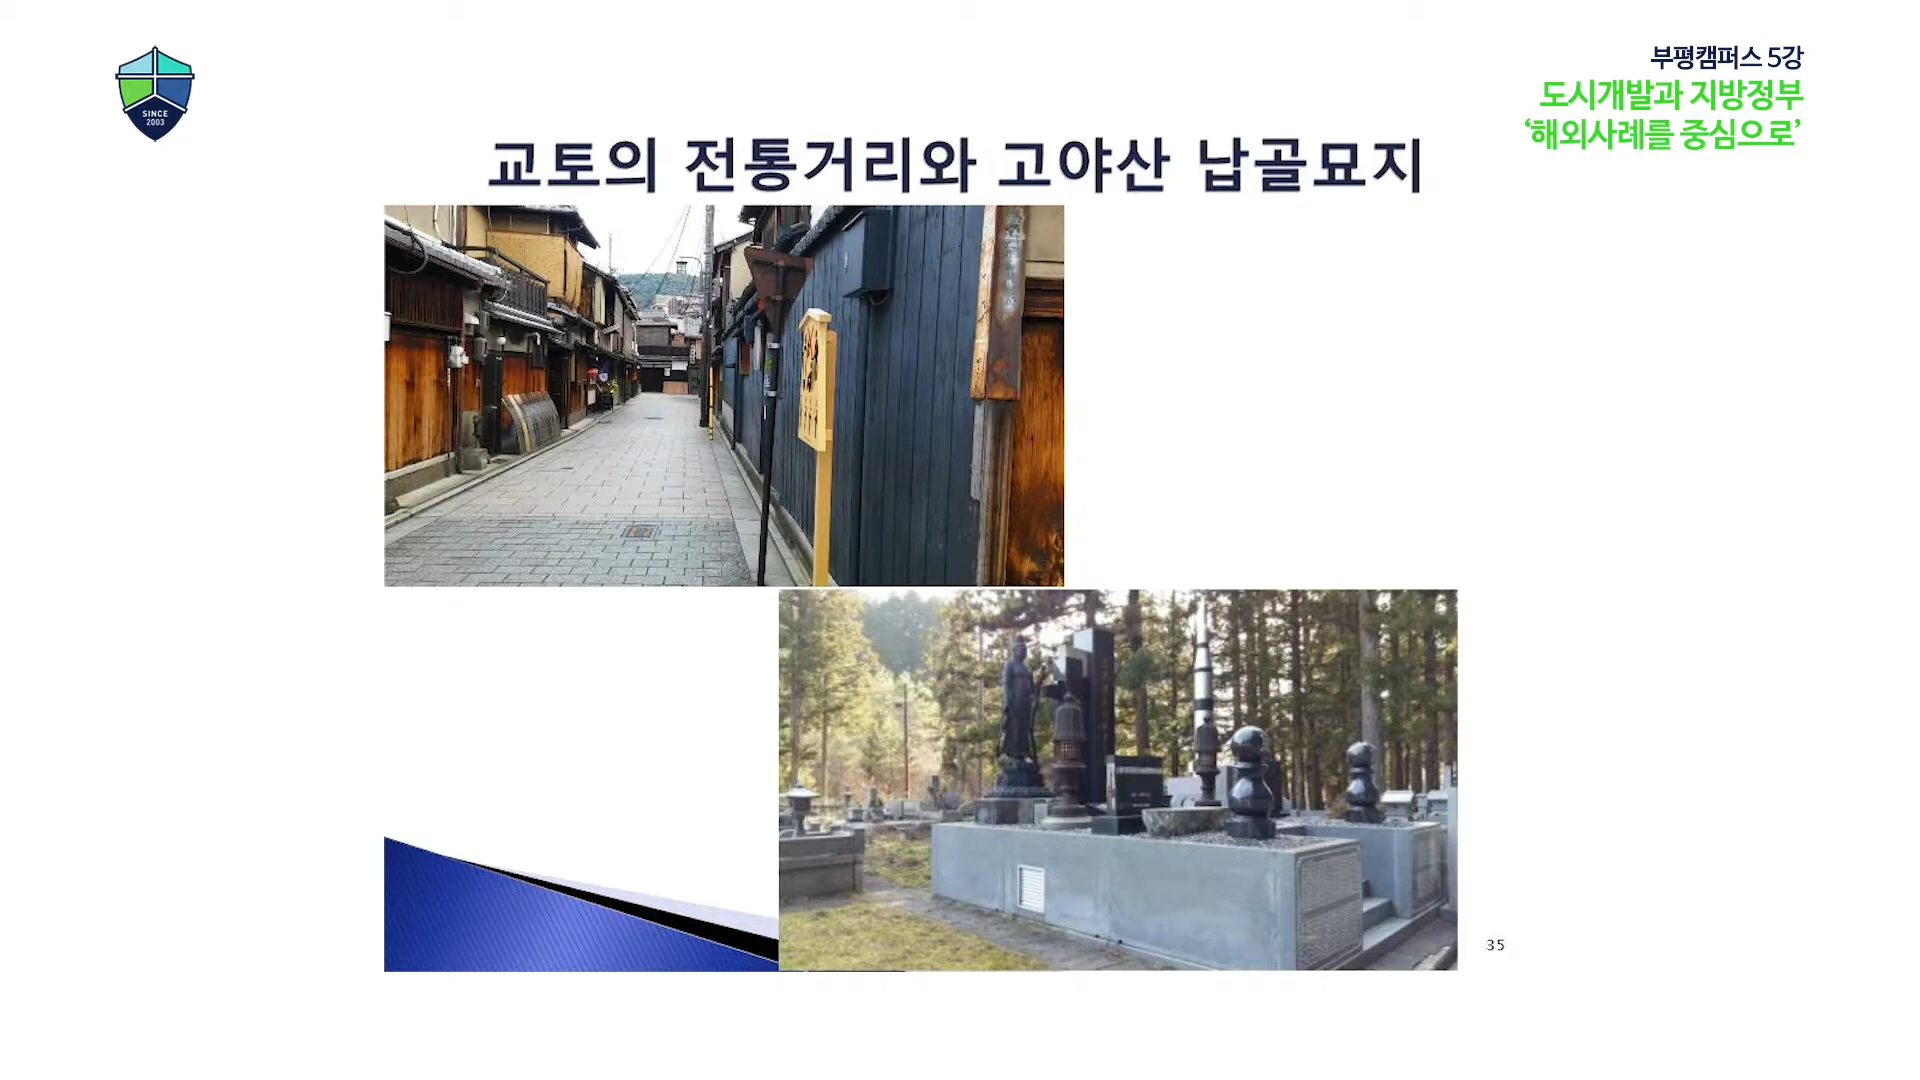 부평캠퍼스 5강
도시개발과 지방정부
‘해외사례를 중심으로’
SINCE
2003
교토의 전통거리와 고야산 납골묘지
35